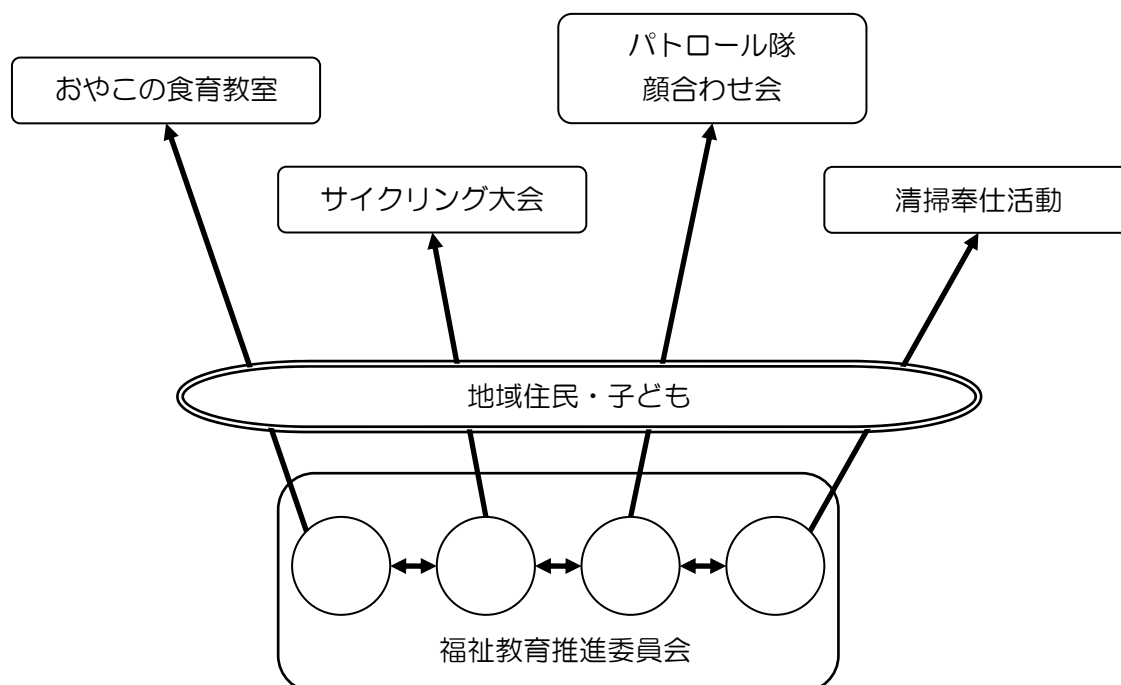 パトロール隊
顔合わせ会
おやこの食育教室
サイクリング大会
清掃奉仕活動
地域住民・子ども
福祉教育推進委員会